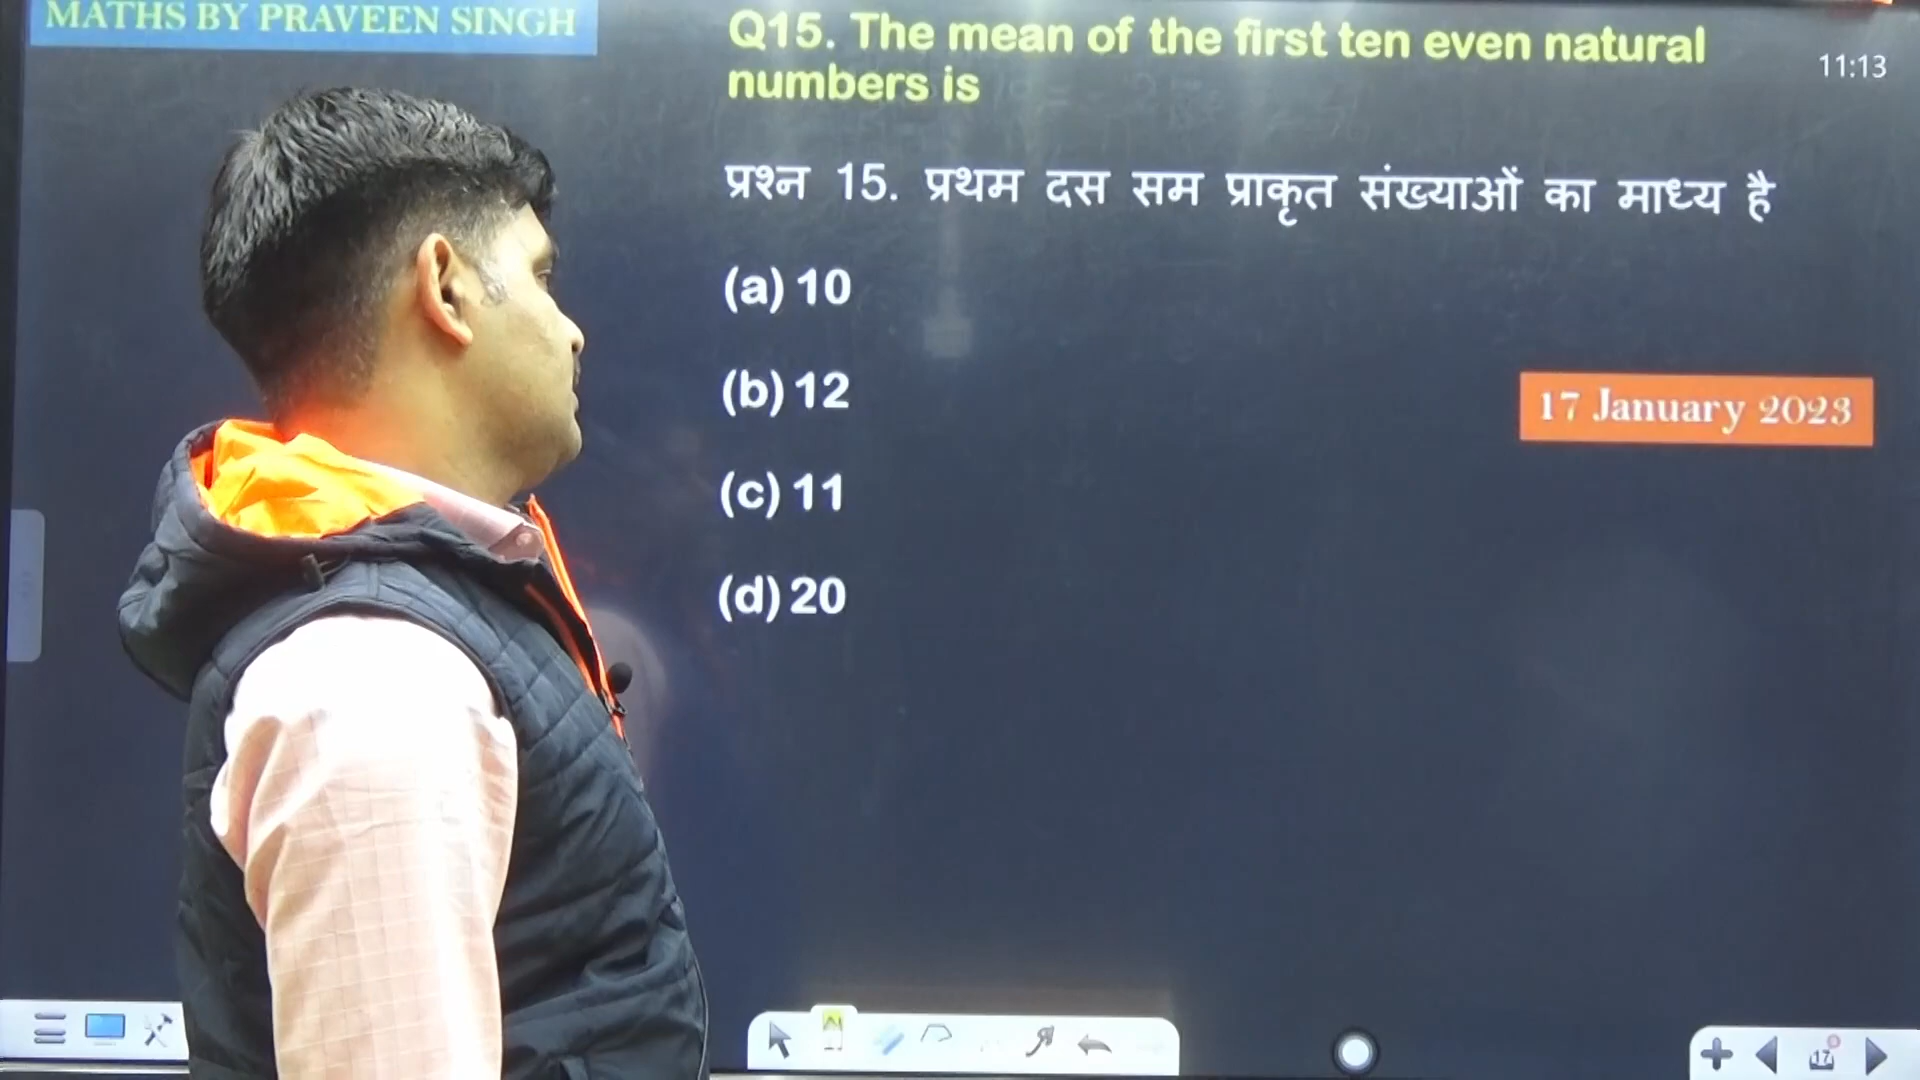 MATHS BY PRAVEEN SINGH
Q15. The mean of the first ten even natural
numbers is
11:13
प्रश्न 15. प्रथम दस सम प्राकृत संख्याओं का माध्य है
(a) 10
(b) 12
17 January 2023
(c) 11
(d) 20
17